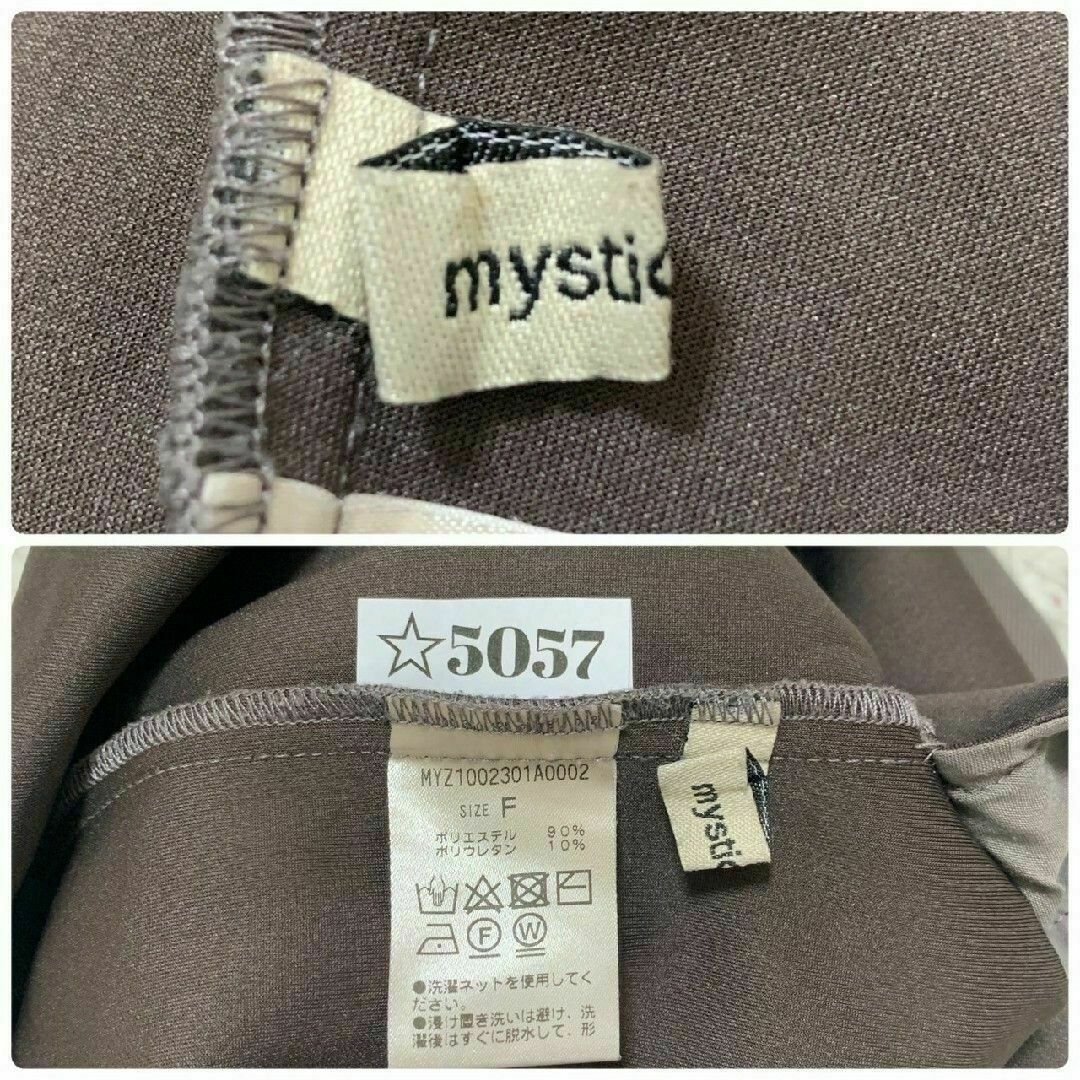 mystic
☆5057
MYZ1002301A0002
SIZE F
ポリエステル 90%
ポリウレタン 10%
F W
●洗濯ネットを使用してく
ださい。
●浸け置き洗いは避け、洗
濯後はすぐに脱水して、形
mystic